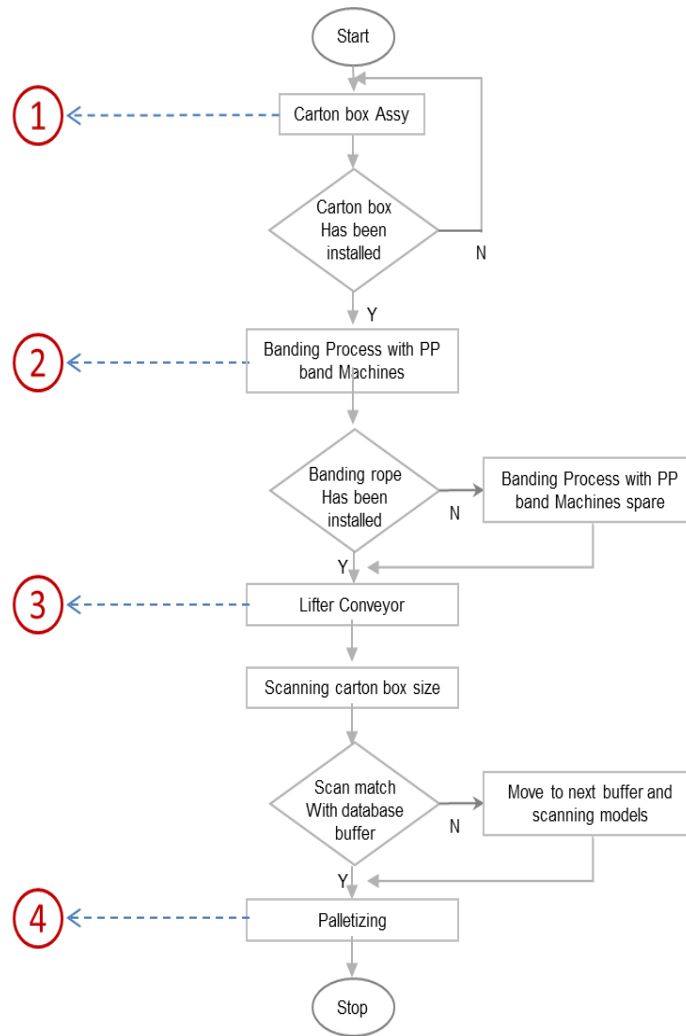 Start
1
Carton box Assy
Carton box
Has been
installed
N
Y
2
Banding Process with PP
band Machines
Banding rope
Has been
installed
N
Banding Process with PP
band Machines spare
Y
3
Lifter Conveyor
Scanning carton box size
Scan match
With database
buffer
N
Move to next buffer and
scanning models
Y
4
Palletizing
Stop